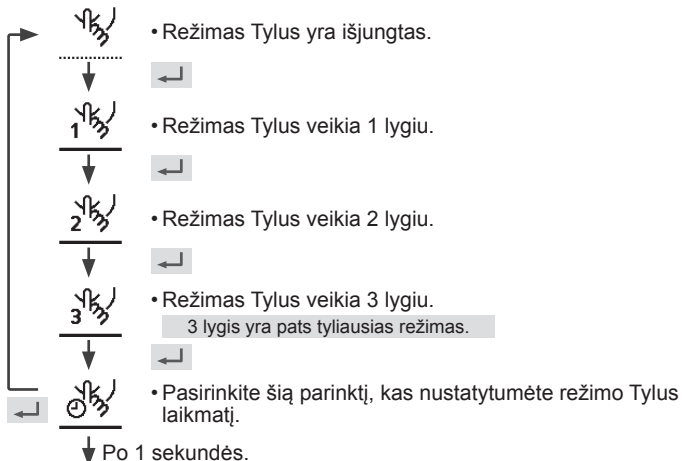 • Režimas Tylus yra išjungtas.
1
• Režimas Tylus veikia 1 lygiu.
2
• Režimas Tylus veikia 2 lygiu.
3
• Režimas Tylus veikia 3 lygiu.
3 lygis yra pats tyliausias režimas.
• Pasirinkite šią parinktį, kas nustatytumėte režimo Tylus
laikmatį.
Po 1 sekundės.